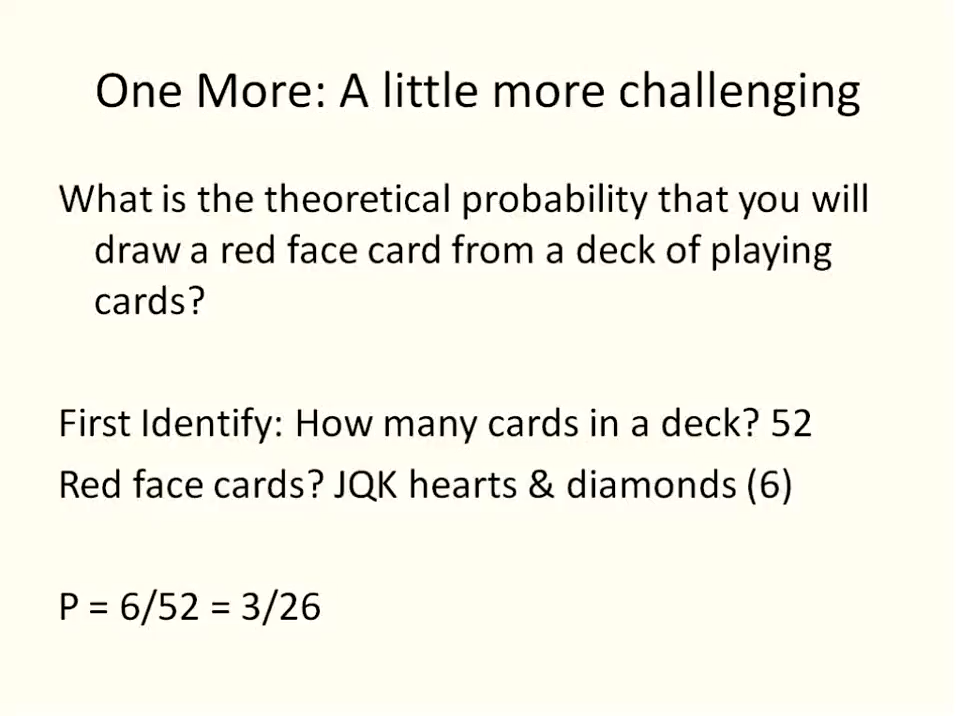 One More: A little more challenging
What is the theoretical probability that you will
draw a red face card from a deck of playing
cards?
First Identify: How many cards in a deck? 52
Red face cards? JQK hearts & diamonds (6)
P = 6/52 = 3/26